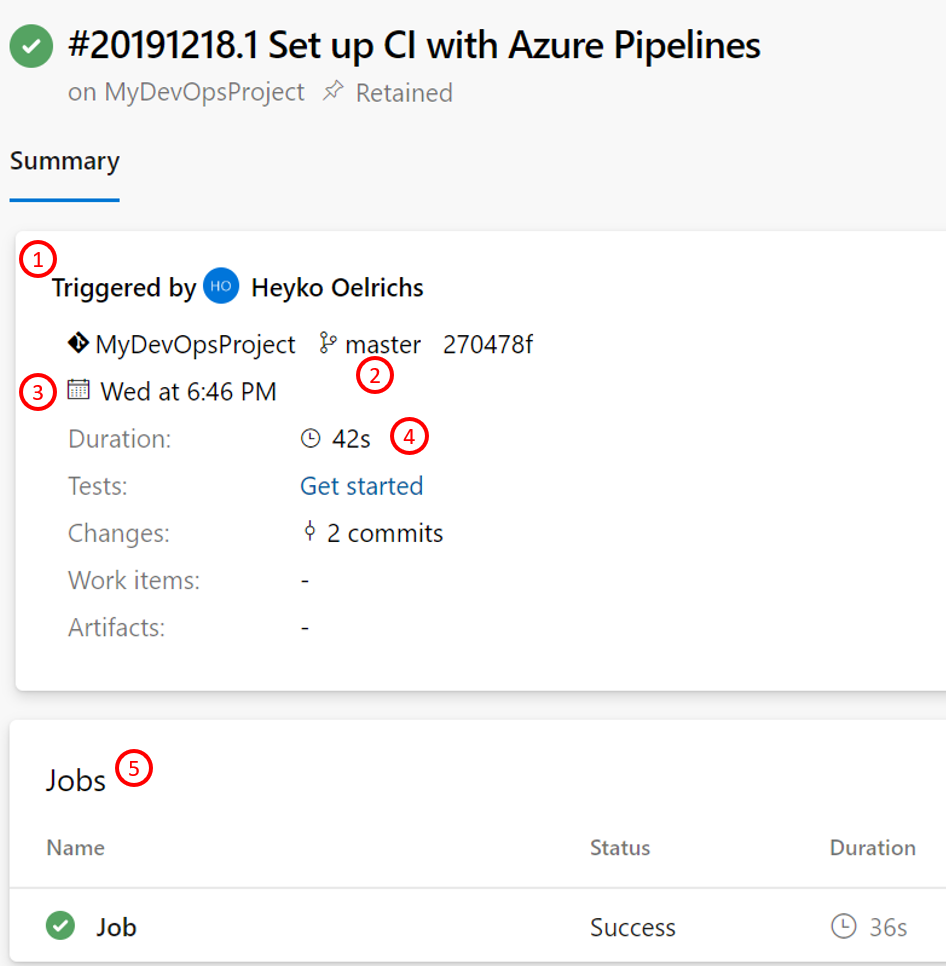 #20191218.1 Set up CI with Azure Pipelines
on MyDevOpsProject Retained
Summary
1
Triggered by HO Heyko Oelrichs
MyDevOpsProject master 270478f
2
3 Wed at 6:46 PM
Duration: 42s 4
Tests: Get started
Changes: 2 commits
Work items: -
Artifacts: -
Jobs 5
Name Status Duration
Job Success 36s